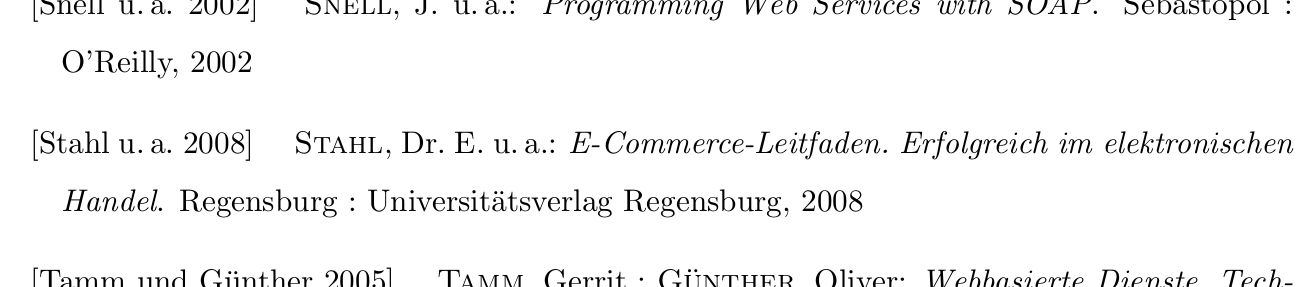 [Snell u. a. 2002] SNELL, J. u. a.: Programming Web Services with SOAP. Sebastopol :
O’Reilly, 2002
[Stahl u. a. 2008] STAHL, Dr. E. u. a.: E-Commerce-Leitfaden. Erfolgreich im elektronischen
Handel. Regensburg : Universitätsverlag Regensburg, 2008
[Tamm und Günther 2005] TAMM, Gerrit ; GÜNTHER, Oliver: Webbasierte Dienste. Tech-